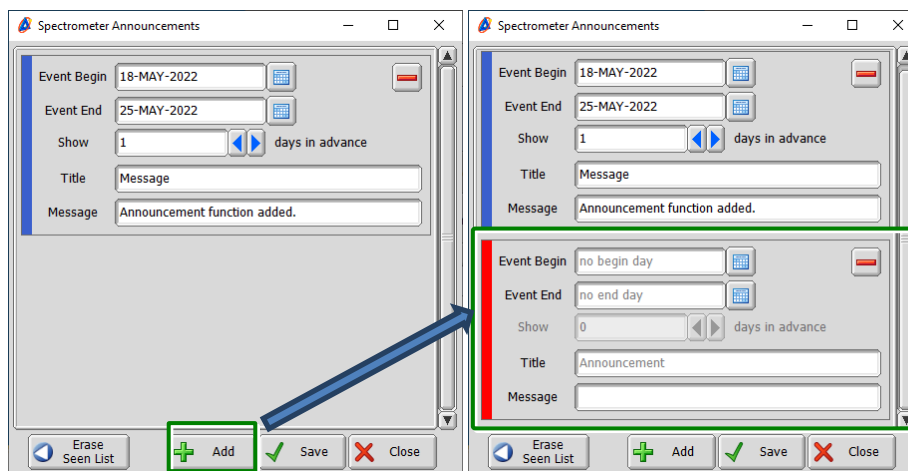 Spectrometer Announcements
Event Begin 18-MAY-2022
Event End 25-MAY-2022
Show 1 days in advance
Title Message
Message Announcement function added.
Erase Seen List Add Save Close
Spectrometer Announcements
Event Begin 18-MAY-2022
Event End 25-MAY-2022
Show 1 days in advance
Title Message
Message Announcement function added.
Event Begin no begin day
Event End no end day
Show 0 days in advance
Title Announcement
Message
Erase Seen List Add Save Close